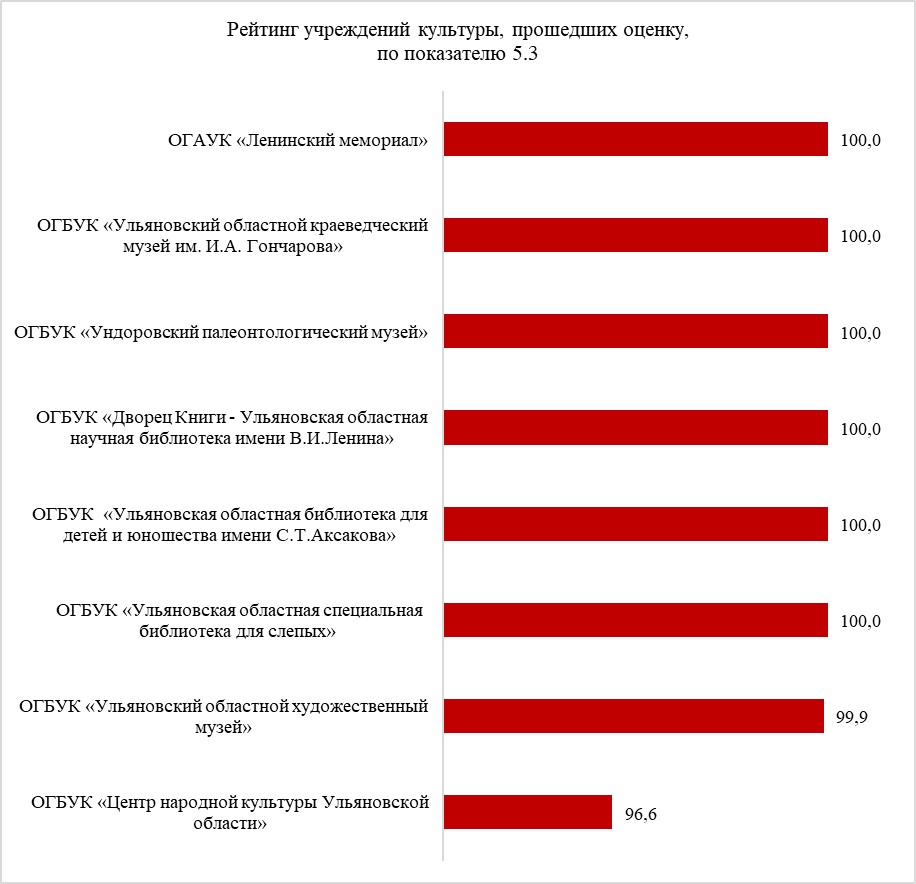 Рейтинг учреждений культуры, прошедших оценку,
по показателю 5.3
ОГАУК «Ленинский мемориал»
100,0
ОГБУК «Ульяновский областной краеведческий
музей им. И.А. Гончарова»
100,0
ОГБУК «Ундоровский палеонтологический музей»
100,0
ОГБУК «Дворец Книги - Ульяновская областная
научная библиотека имени В.И.Ленина»
100,0
ОГБУК «Ульяновская областная библиотека для
детей и юношества имени С.Т.Аксакова»
100,0
ОГБУК «Ульяновская областная специальная
библиотека для слепых»
100,0
ОГБУК «Ульяновский областной художественный
музей»
99,9
ОГБУК «Центр народной культуры Ульяновской
области»
96,6